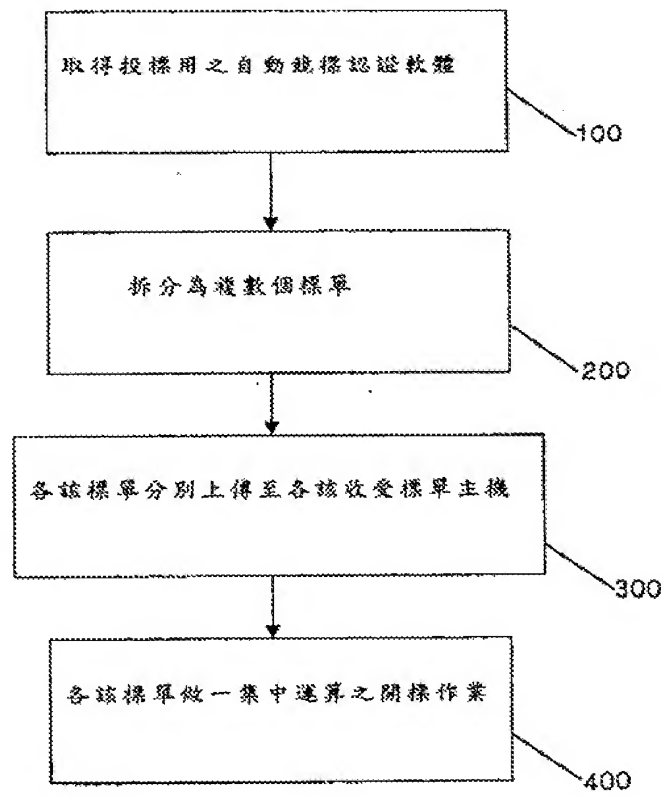 取得投標用之自動競標認證軟體
100
拆分為複數個標單
200
各該標單分別上傳至各該收受標單主機
300
各該標單做一集中運算之開標作業
400